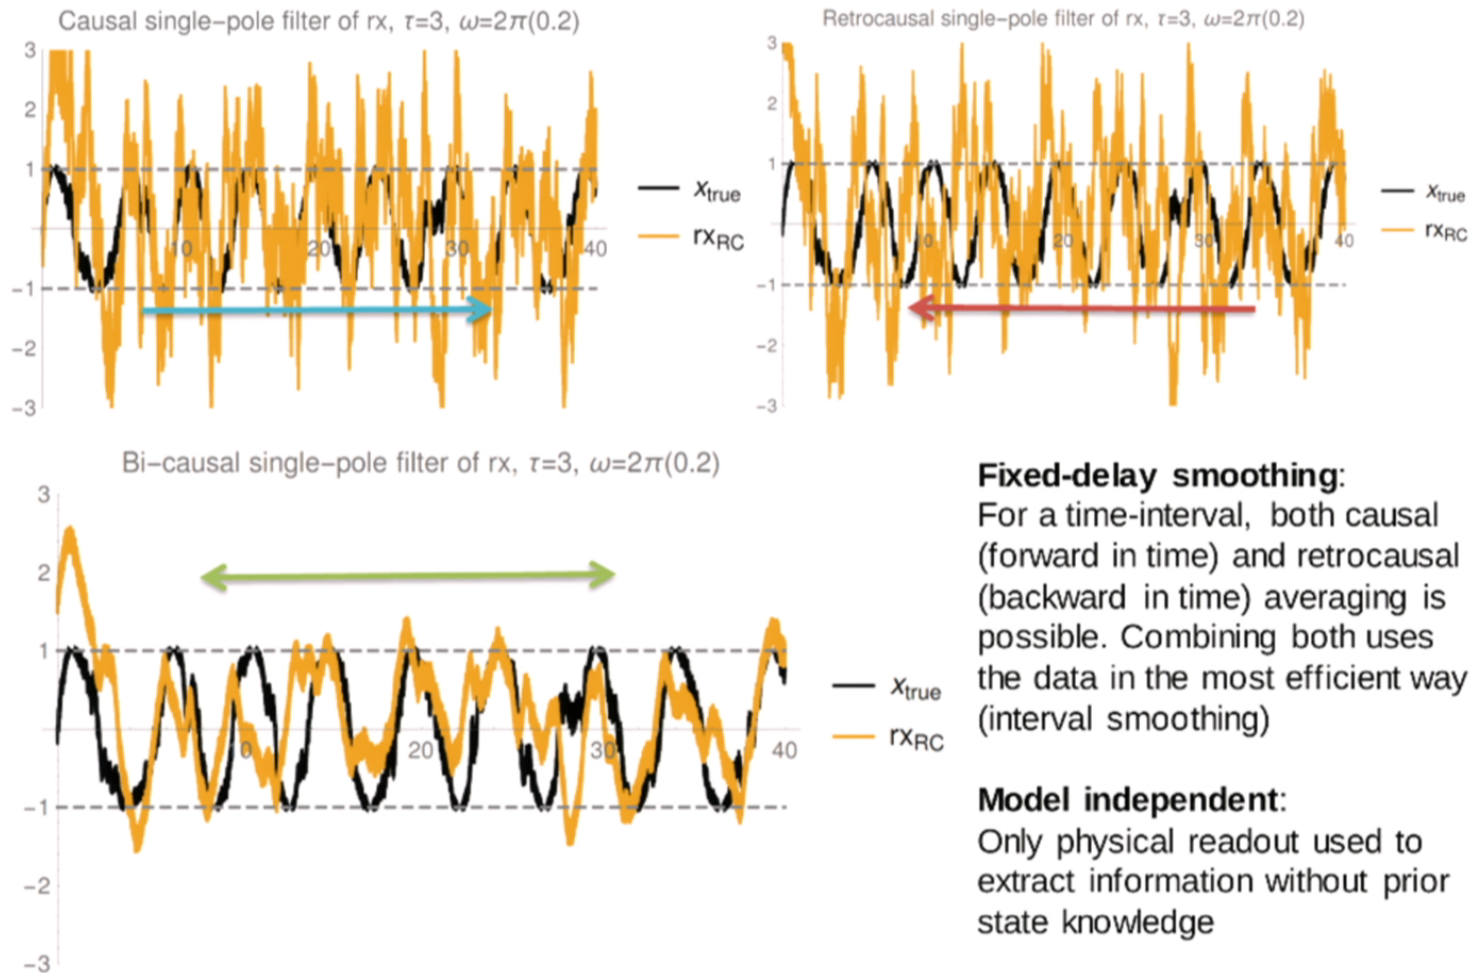 Causal single−pole filter of rx, τ=3, ω=2π(0.2)
3
2
1
−1
−2
−3
10
20
30
40
x_true
rx_RC
Retrocausal single−pole filter of rx, τ=3, ω=2π(0.2)
3
2
1
−1
−2
−3
10
20
30
40
x_true
rx_RC
Bi−causal single−pole filter of rx, τ=3, ω=2π(0.2)
3
2
1
−1
−2
−3
0
20
30
40
x_true
rx_RC
Fixed-delay smoothing:
For a time-interval, both causal
(forward in time) and retrocausal
(backward in time) averaging is
possible. Combining both uses
the data in the most efficient way
(interval smoothing)
Model independent:
Only physical readout used to
extract information without prior
state knowledge